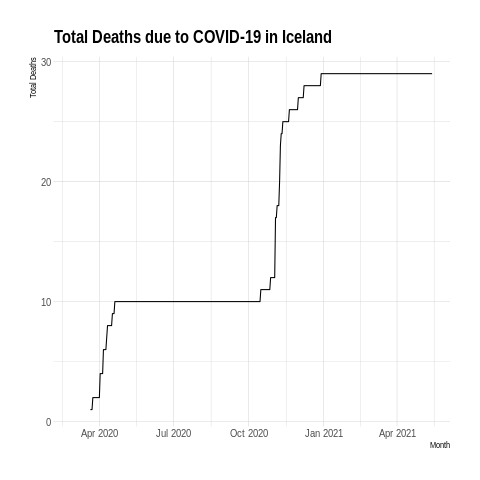 Total Deaths due to COVID-19 in Iceland
Total Deaths
30
20
10
0
Apr 2020 Jul 2020 Oct 2020 Jan 2021 Apr 2021
Month